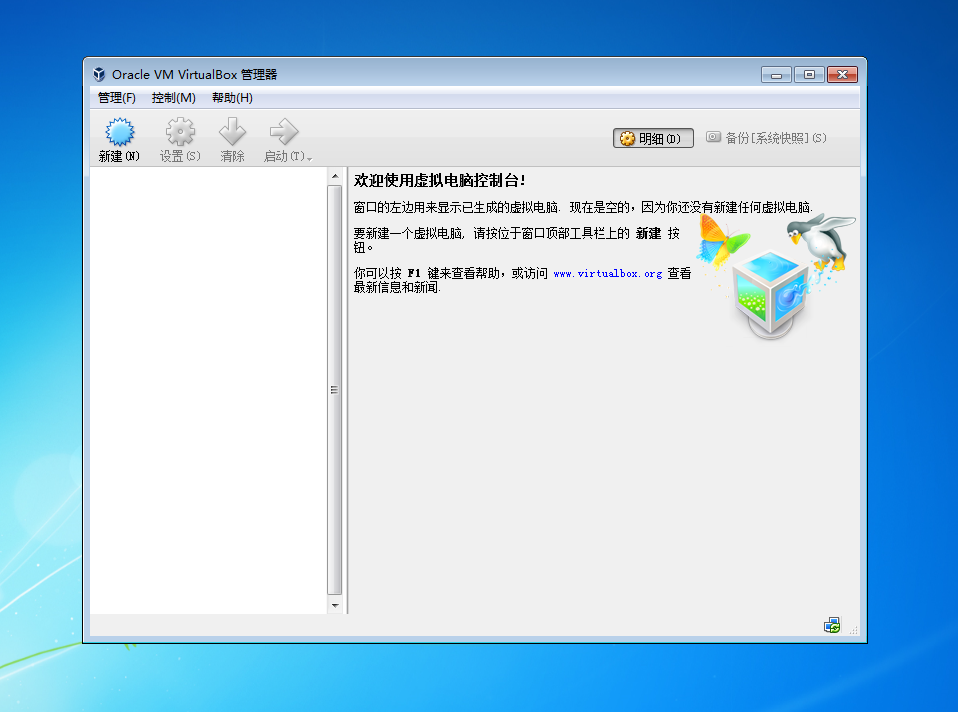 Oracle VM VirtualBox 管理器
管理(F) 控制(M) 帮助(H)
新建(N) 设置(S) 清除 启动(T) 明细(D) 备份[系统快照](S)
欢迎使用虚拟电脑控制台!
窗口的左边用来显示已生成的虚拟电脑. 现在是空的，因为你还没有新建任何虚拟电脑.
要新建一个虚拟电脑, 请按位于窗口顶部工具栏上的 新建 按
钮。
你可以按 F1 键来查看帮助，或访问 www.virtualbox.org 查看
最新信息和新闻.